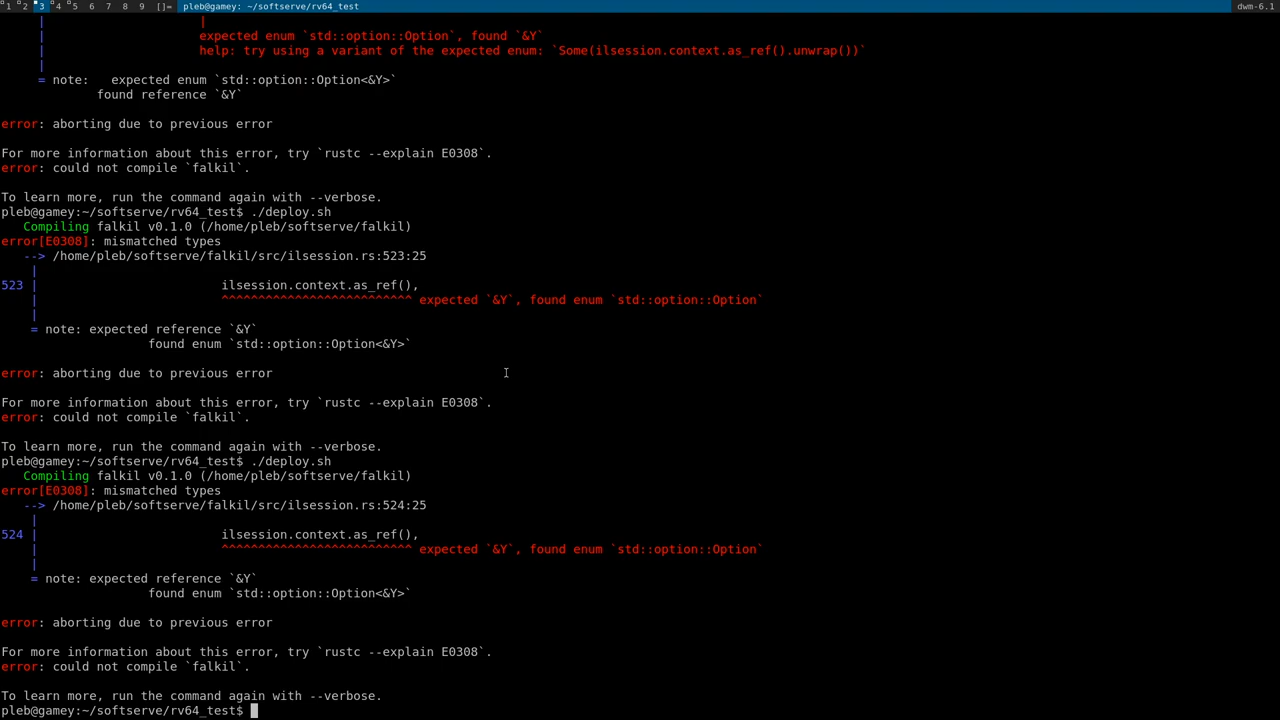 1 2 3 4 5 6 7 8 9 []= pleb@gamey: ~/softserve/rv64_test dwm-6.1
|                     |
|                     expected enum `std::option::Option`, found `&Y`
|                     help: try using a variant of the expected enum: `Some(ilsession.context.as_ref().unwrap())`
|
= note:   expected enum `std::option::Option<&Y>`
found reference `&Y`
error: aborting due to previous error
For more information about this error, try `rustc --explain E0308`.
error: could not compile `falkil`.
To learn more, run the command again with --verbose.
pleb@gamey:~/softserve/rv64_test$ ./deploy.sh
Compiling falkil v0.1.0 (/home/pleb/softserve/falkil)
error[E0308]: mismatched types
--> /home/pleb/softserve/falkil/src/ilsession.rs:523:25
|
523 |                         ilsession.context.as_ref(),
|                         ^^^^^^^^^^^^^^^^^^^^^^^^^^ expected `&Y`, found enum `std::option::Option`
|
= note: expected reference `&Y`
found enum `std::option::Option<&Y>`
error: aborting due to previous error
For more information about this error, try `rustc --explain E0308`.
error: could not compile `falkil`.
To learn more, run the command again with --verbose.
pleb@gamey:~/softserve/rv64_test$ ./deploy.sh
Compiling falkil v0.1.0 (/home/pleb/softserve/falkil)
error[E0308]: mismatched types
--> /home/pleb/softserve/falkil/src/ilsession.rs:524:25
|
524 |                         ilsession.context.as_ref(),
|                         ^^^^^^^^^^^^^^^^^^^^^^^^^^ expected `&Y`, found enum `std::option::Option`
|
= note: expected reference `&Y`
found enum `std::option::Option<&Y>`
error: aborting due to previous error
For more information about this error, try `rustc --explain E0308`.
error: could not compile `falkil`.
To learn more, run the command again with --verbose.
pleb@gamey:~/softserve/rv64_test$